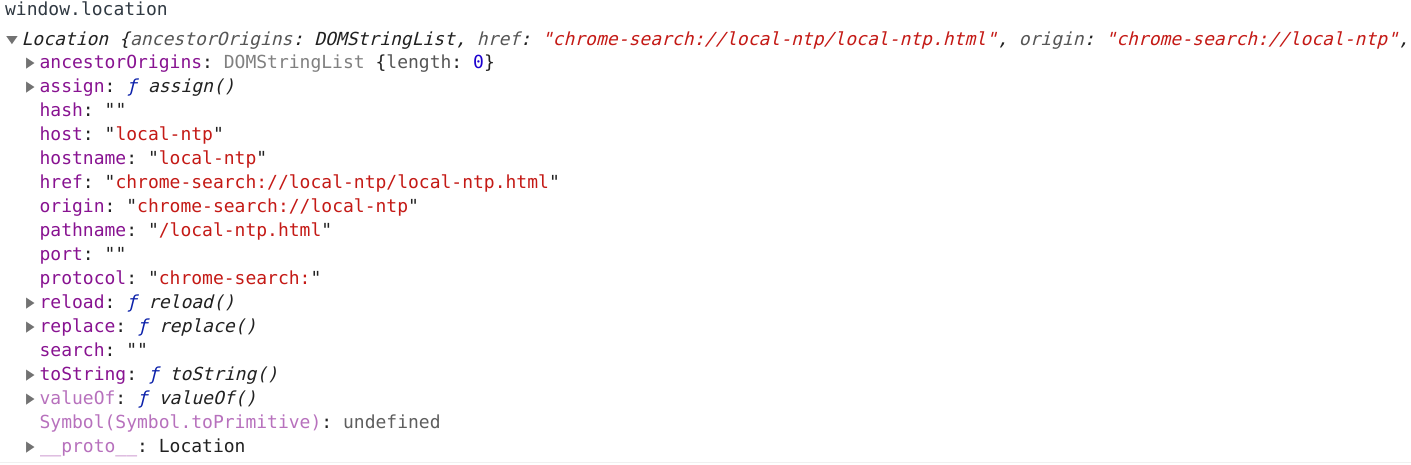 window.location
Location {ancestorOrigins: DOMStringList, href: "chrome-search://local-ntp/local-ntp.html", origin: "chrome-search://local-ntp",
ancestorOrigins: DOMStringList {length: 0}
assign: ƒ assign()
hash: ""
host: "local-ntp"
hostname: "local-ntp"
href: "chrome-search://local-ntp/local-ntp.html"
origin: "chrome-search://local-ntp"
pathname: "/local-ntp.html"
port: ""
protocol: "chrome-search:"
reload: ƒ reload()
replace: ƒ replace()
search: ""
toString: ƒ toString()
valueOf: ƒ valueOf()
Symbol(Symbol.toPrimitive): undefined
__proto__: Location